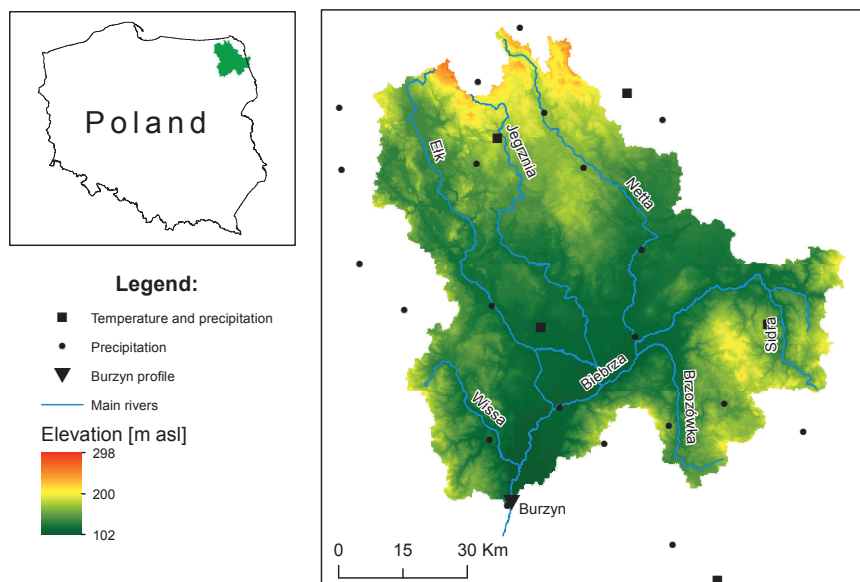 Poland
Legend:
Temperature and precipitation
Precipitation
Burzyn profile
Main rivers
Elevation [m asl]
298
200
102
Ełk
Jegrznia
Netta
Sidra
Biebrza
Brzozówka
Wissa
Burzyn
0 15 30 Km